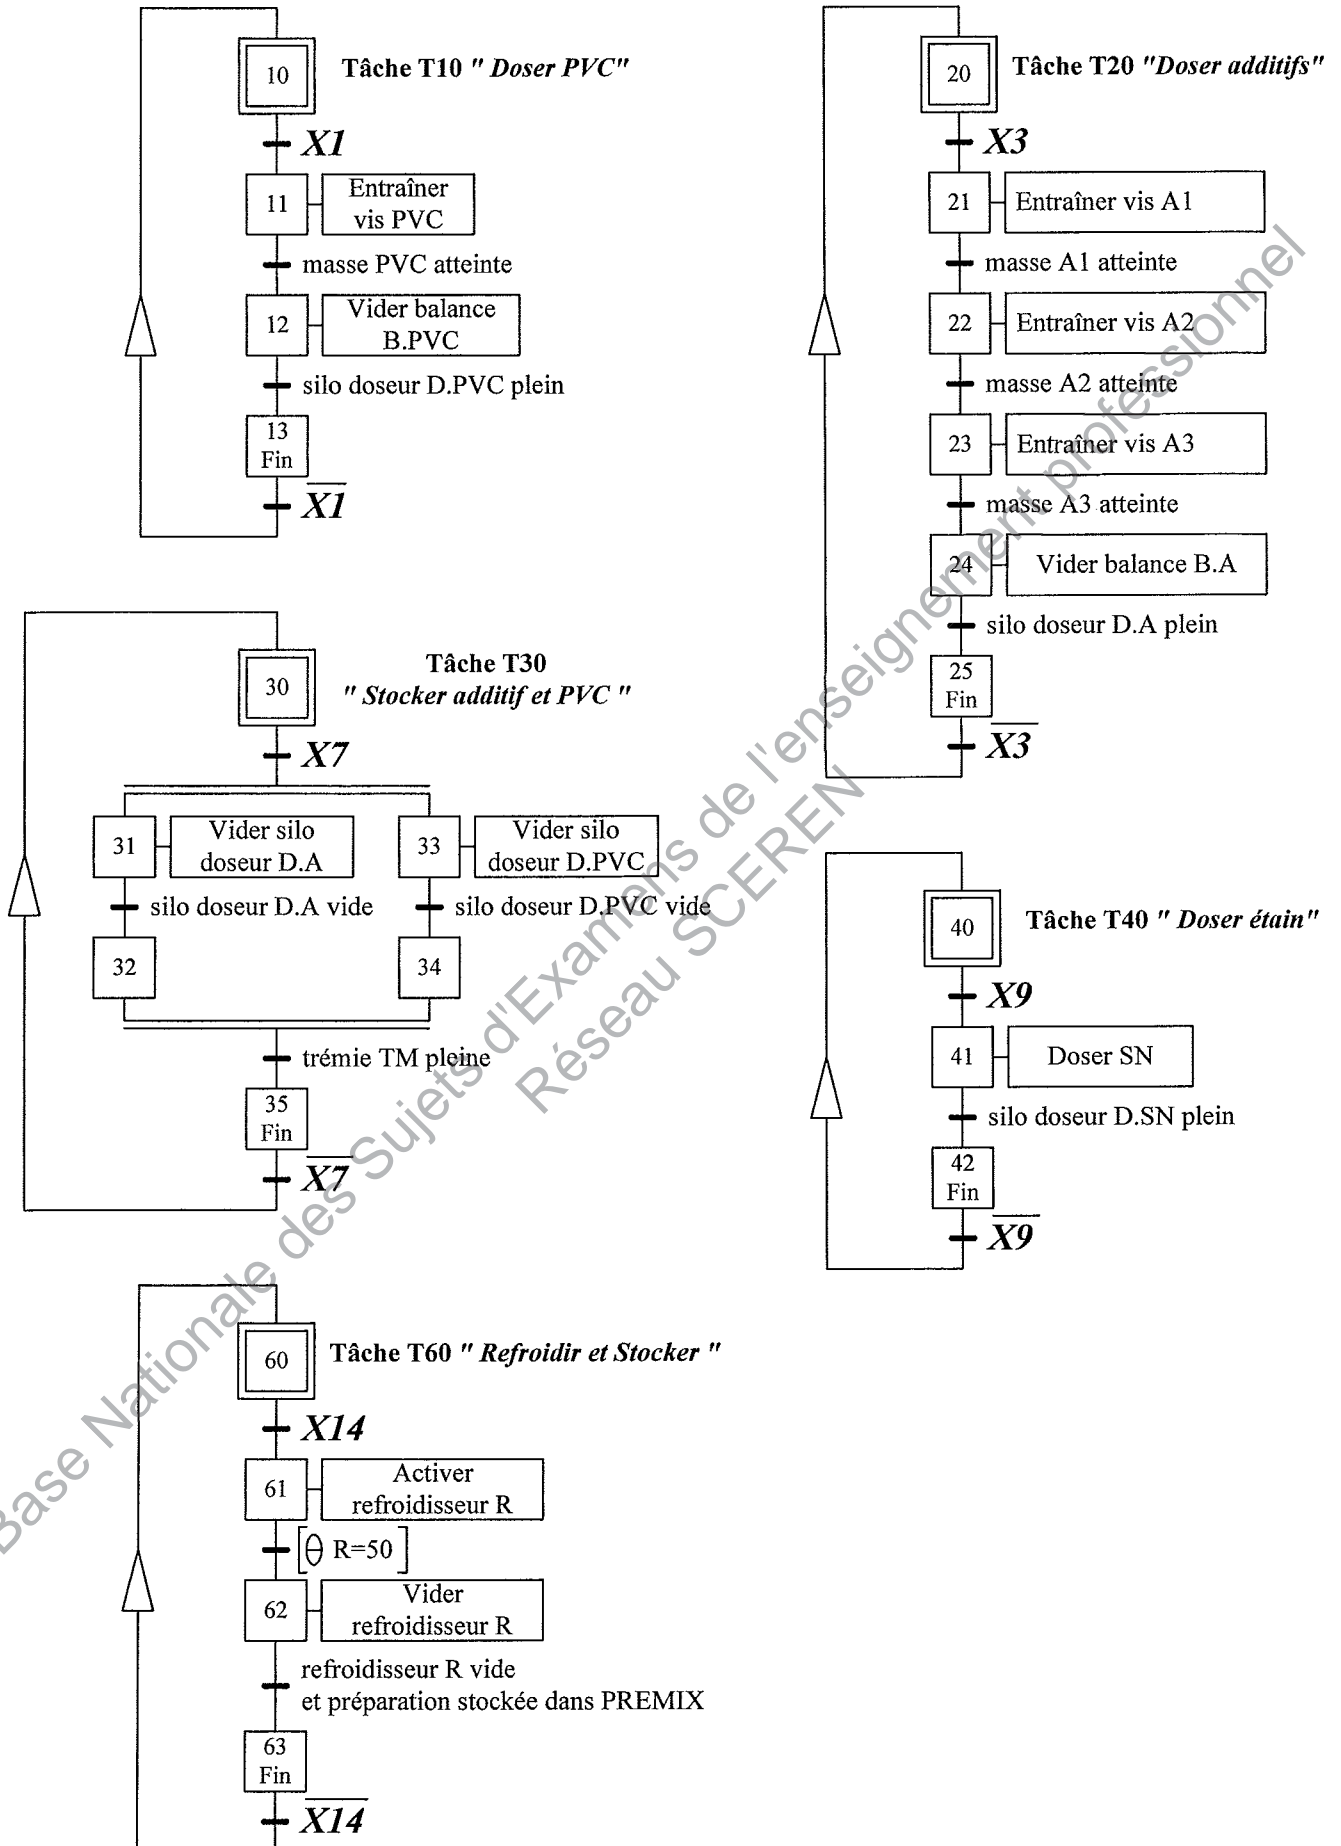 10
Tâche T10 " Doser PVC"
X1
11
Entraîner
vis PVC
masse PVC atteinte
12
Vider balance
B.PVC
silo doseur D.PVC plein
13
Fin
X1
20
Tâche T20 "Doser additifs"
X3
21
Entraîner vis A1
masse A1 atteinte
22
Entraîner vis A2
masse A2 atteinte
23
Entraîner vis A3
masse A3 atteinte
24
Vider balance B.A
silo doseur D.A plein
25
Fin
X3
30
Tâche T30
" Stocker additif et PVC "
X7
31
Vider silo
doseur D.A
33
Vider silo
doseur D.PVC
silo doseur D.A vide
silo doseur D.PVC vide
32
34
trémie TM pleine
35
Fin
X7
40
Tâche T40 " Doser étain"
X9
41
Doser SN
silo doseur D.SN plein
42
Fin
X9
60
Tâche T60 " Refroidir et Stocker "
X14
61
Activer
refroidisseur R
[θ R=50]
62
Vider
refroidisseur R
refroidisseur R vide
et préparation stockée dans PREMIX
63
Fin
X14
Base Nationale des Sujets d'Examens de l'enseignement professionnel
Réseau SCEREN